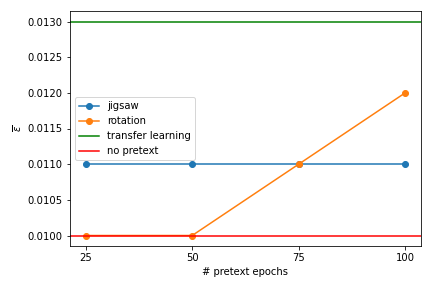 0.0130
0.0125
0.0120
0.0115
0.0110
0.0105
0.0100
ε̅
jigsaw
rotation
transfer learning
no pretext
25
50
75
100
# pretext epochs